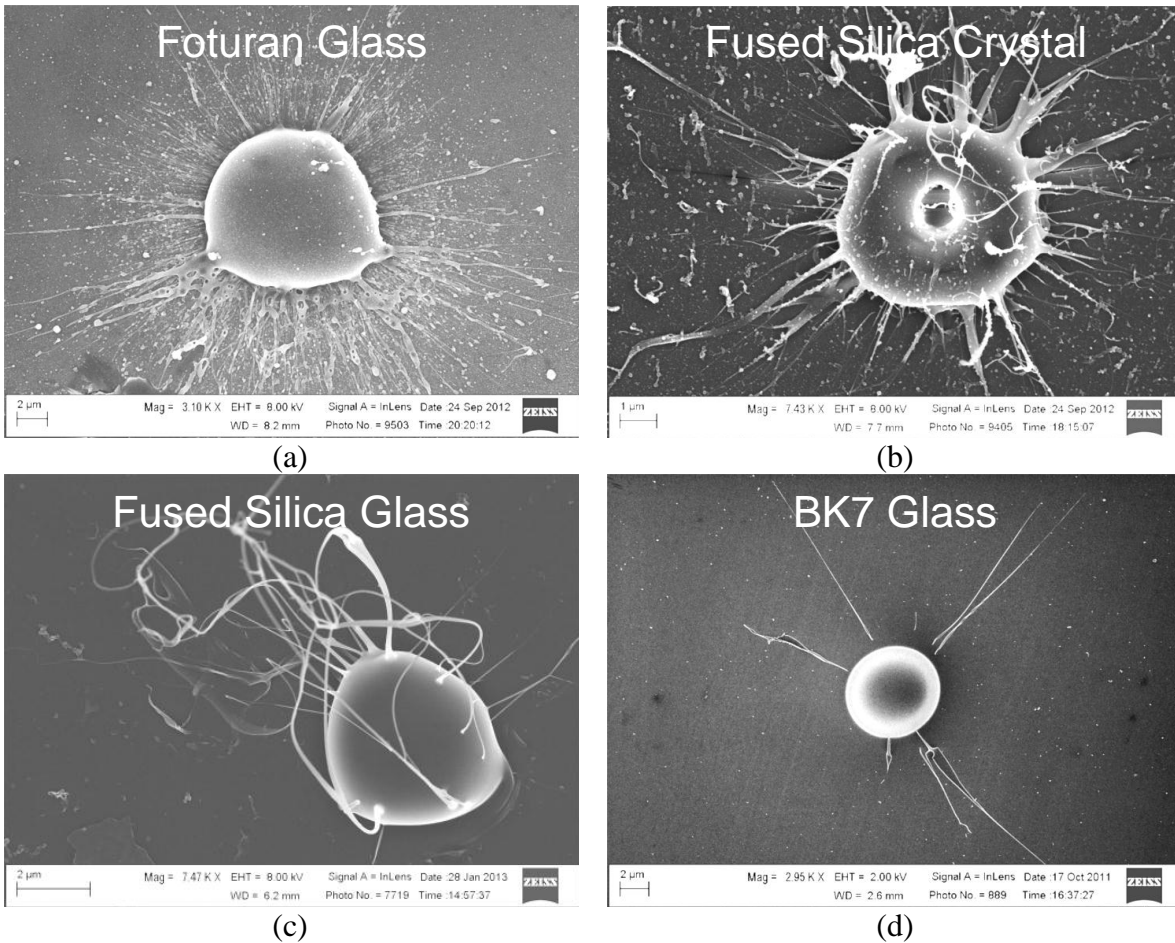 Foturan Glass
2 µm
Mag = 3.10 K X EHT = 8.00 kV Signal A = InLens Date :24 Sep 2012
WD = 8.2 mm Photo No. = 9503 Time :20:20:12
ZEISS
(a)
Fused Silica Crystal
1 µm
Mag = 7.43 K X EHT = 8.00 kV Signal A = InLens Date :24 Sep 2012
WD = 7.7 mm Photo No. = 9405 Time :18:15:07
ZEISS
(b)
Fused Silica Glass
2 µm
Mag = 7.47 K X EHT = 8.00 kV Signal A = InLens Date :28 Jan 2013
WD = 6.2 mm Photo No. = 7719 Time :14:57:37
ZEISS
(c)
BK7 Glass
2 µm
Mag = 2.95 K X EHT = 2.00 kV Signal A = InLens Date :17 Oct 2011
WD = 2.6 mm Photo No. = 889 Time :16:37:27
ZEISS
(d)